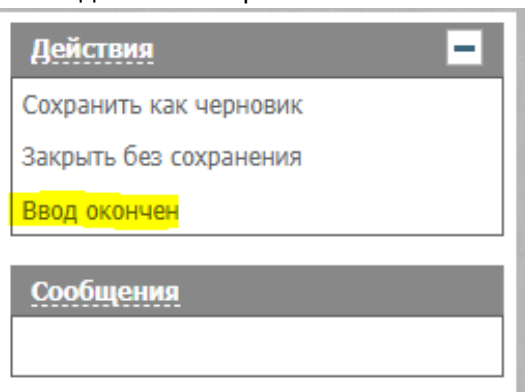 Действия
Сохранить как черновик
Закрыть без сохранения
Ввод окончен
Сообщения